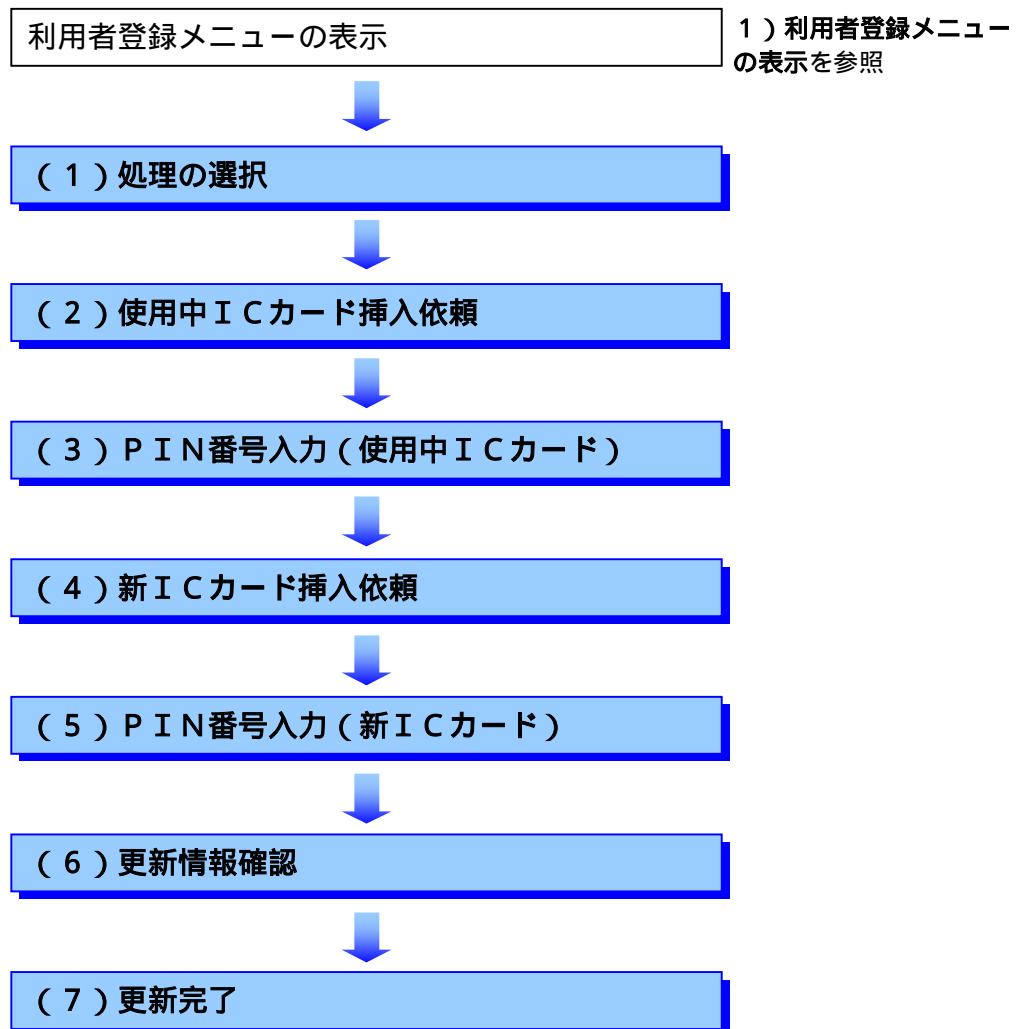 利用者登録メニューの表示
１）利用者登録メニュー
の表示を参照
（１）処理の選択
（２）使用中ＩＣカード挿入依頼
（３）ＰＩＮ番号入力（使用中ＩＣカード）
（４）新ＩＣカード挿入依頼
（５）ＰＩＮ番号入力（新ＩＣカード）
（６）更新情報確認
（７）更新完了